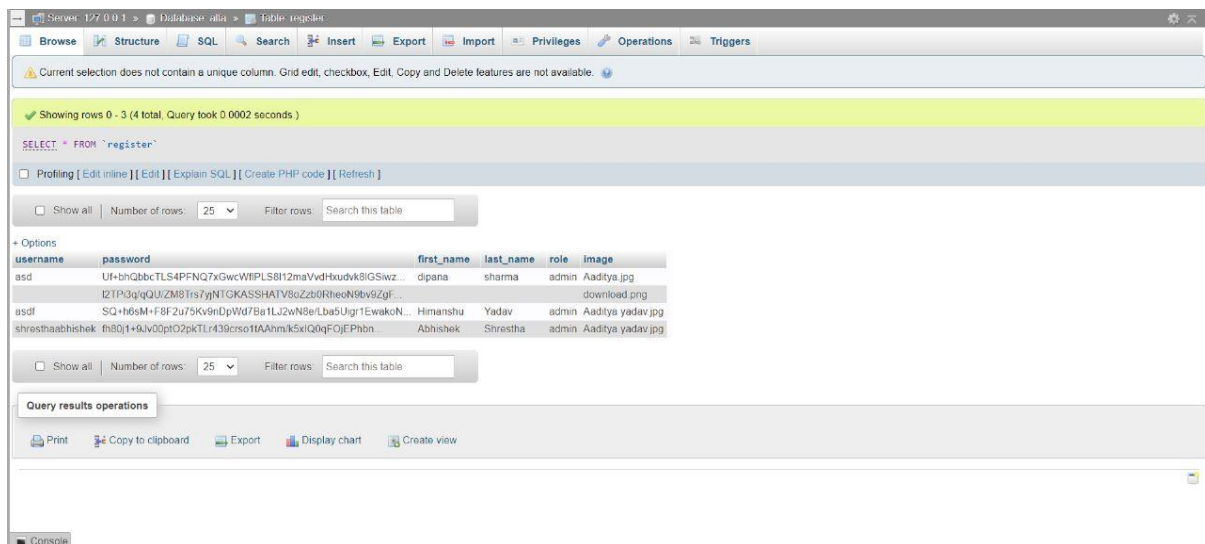 Server: 127.0.0.1 » Database: alla » Table: register
Browse Structure SQL Search Insert Export Import Privileges Operations Triggers
Current selection does not contain a unique column. Grid edit, checkbox, Edit, Copy and Delete features are not available.
Showing rows 0 - 3 (4 total, Query took 0.0002 seconds.)
SELECT * FROM `register`
Profiling [ Edit inline ] [ Edit ] [ Explain SQL ] [ Create PHP code ] [ Refresh ]
Show all Number of rows: 25 Filter rows: Search this table
+ Options
username password first_name last_name role image
asd dipana sharma admin Aaditya.jpg
download.png
asdf Himanshu Yadav admin Aaditya yadav.jpg
shresthaabhishek Abhishek Shrestha admin Aaditya yadav.jpg
Show all Number of rows: 25 Filter rows: Search this table
Query results operations
Print Copy to clipboard Export Display chart Create view
Console